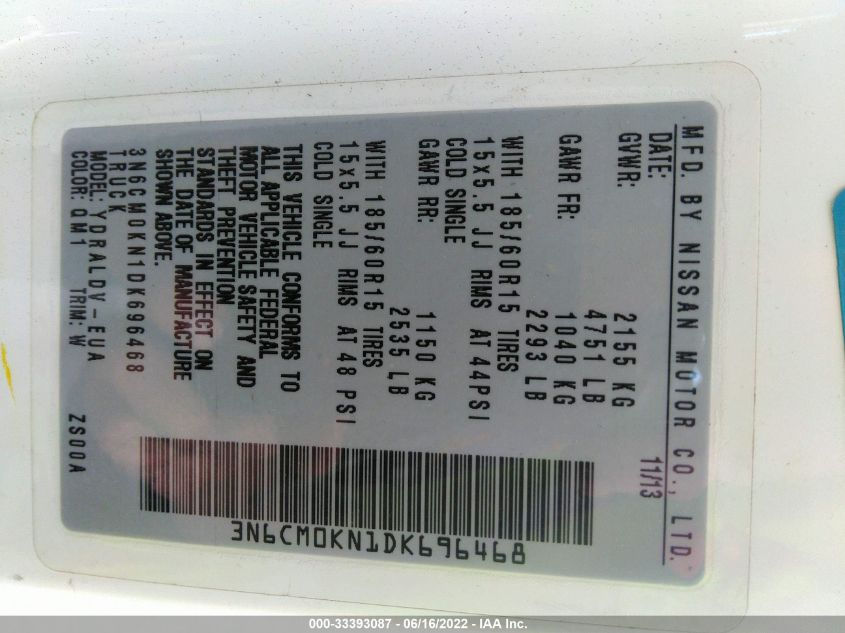 MFD. BY NISSAN MOTOR CO., LTD.
DATE: 11/13
GVWR: 2155 KG
4751 LB
GAWR FR: 1040 KG
2293 LB
WITH 185/60R15 TIRES
15x5.5 JJ RIMS AT 44PSI
COLD SINGLE
GAWR RR: 1150 KG
2535 LB
WITH 185/60R15 TIRES
15x5.5 JJ RIMS AT 48 PSI
COLD SINGLE
THIS VEHICLE CONFORMS TO
ALL APPLICABLE FEDERAL
MOTOR VEHICLE SAFETY AND
THEFT PREVENTION
STANDARDS IN EFFECT ON
THE DATE OF MANUFACTURE
SHOWN ABOVE.
3N6CM0KN1DK696468
TRUCK
MODEL: YDRALDV-EUA
COLOR: QM1 TRIM: W ZS00A
3N6CM0KN1DK696468
000-33393087 - 06/16/2022 - IAA Inc.